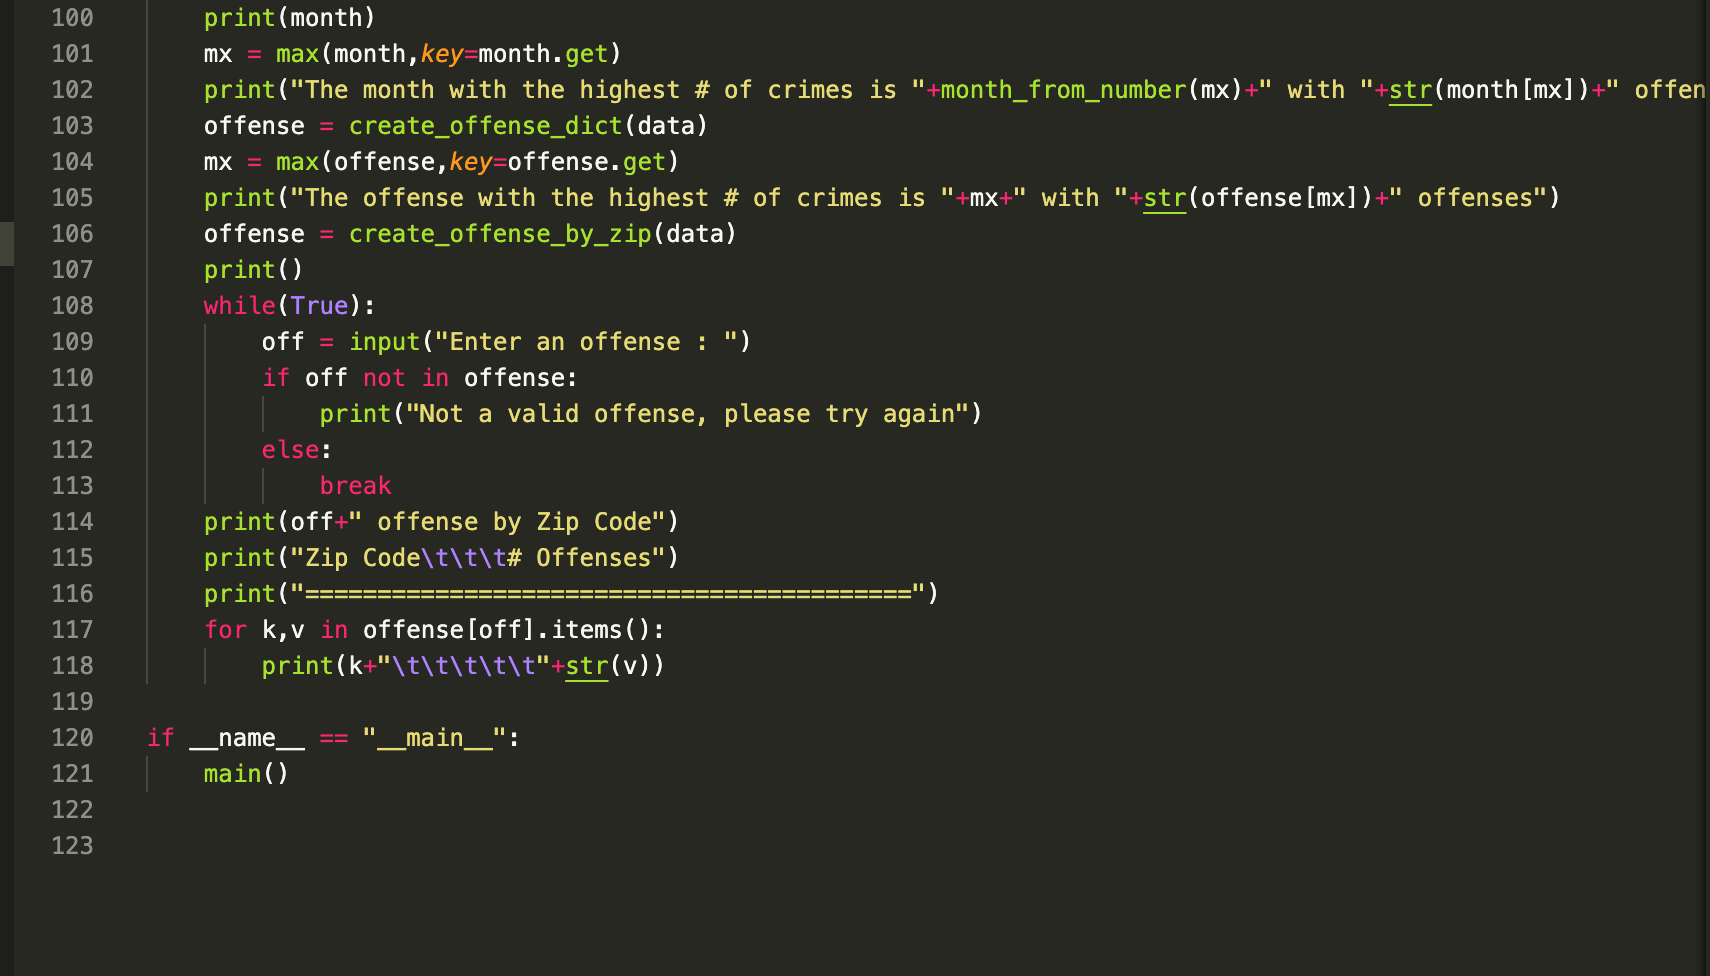 100 print(month)
101 mx = max(month,key=month.get)
102 print("The month with the highest # of crimes is "+month_from_number(mx)+" with "+str(month[mx])+" offen
103 offense = create_offense_dict(data)
104 mx = max(offense,key=offense.get)
105 print("The offense with the highest # of crimes is "+mx+" with "+str(offense[mx])+" offenses")
106 offense = create_offense_by_zip(data)
107 print()
108 while(True):
109 off = input("Enter an offense : ")
110 if off not in offense:
111 print("Not a valid offense, please try again")
112 else:
113 break
114 print(off+" offense by Zip Code")
115 print("Zip Code\t\t\t# Offenses")
116 print("==========================================")
117 for k,v in offense[off].items():
118 print(k+"\t\t\t\t\t"+str(v))
119
120 if __name__ == "__main__":
121 main()
122
123